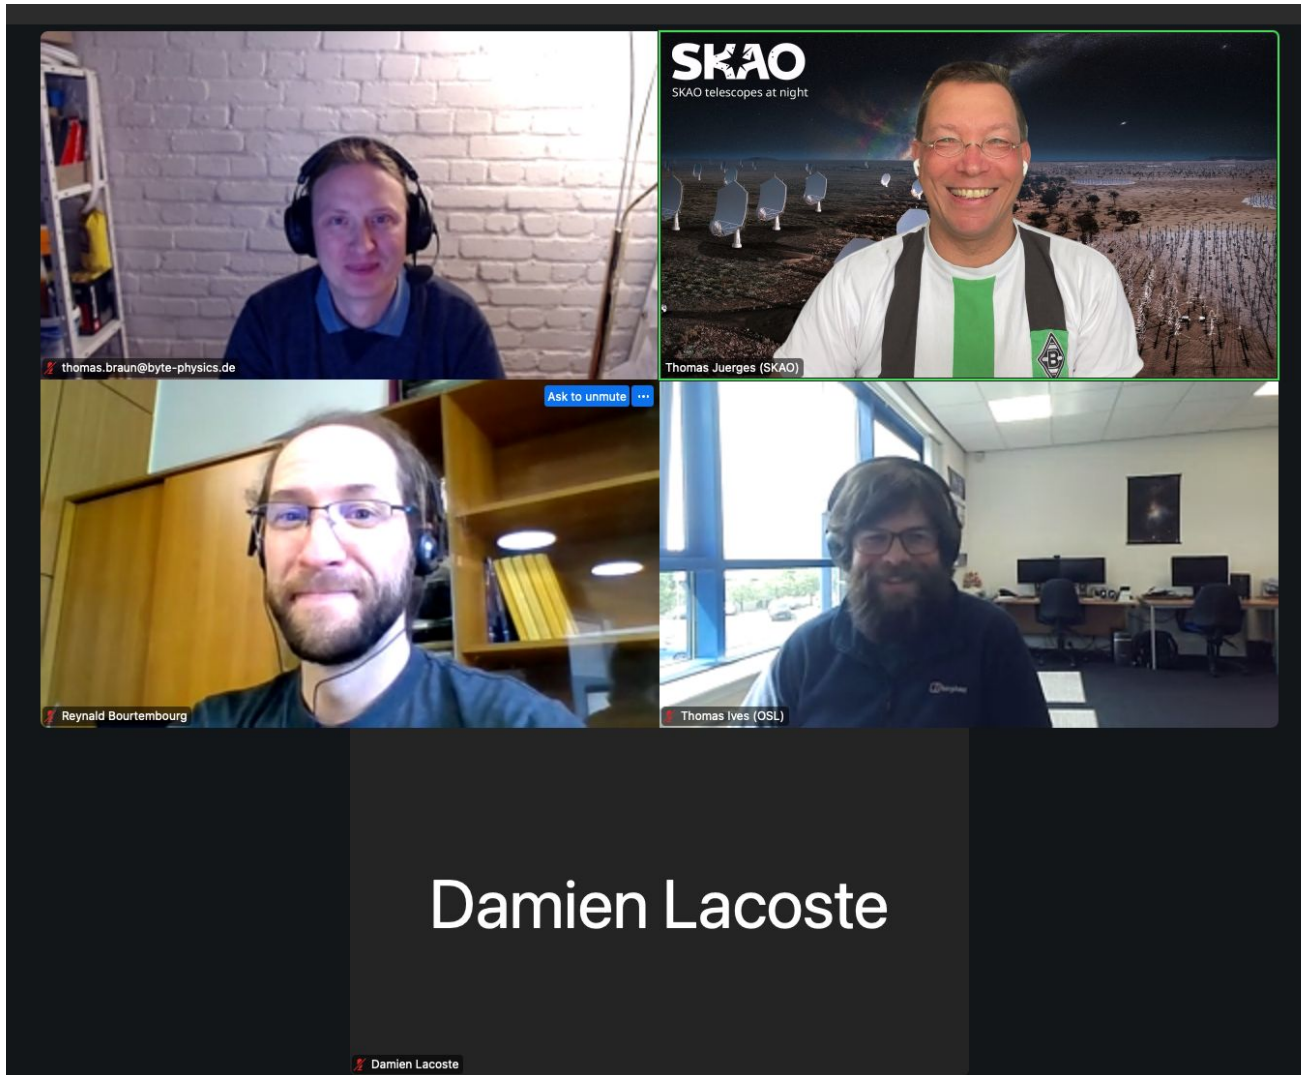 SKAO
SKAO telescopes at night
thomas.braun@byte-physics.de
Thomas Juerges (SKAO)
Ask to unmute
B
Reynald Bourtembourg
berghaus
Thomas Ives (OSL)
Damien Lacoste
Damien Lacoste